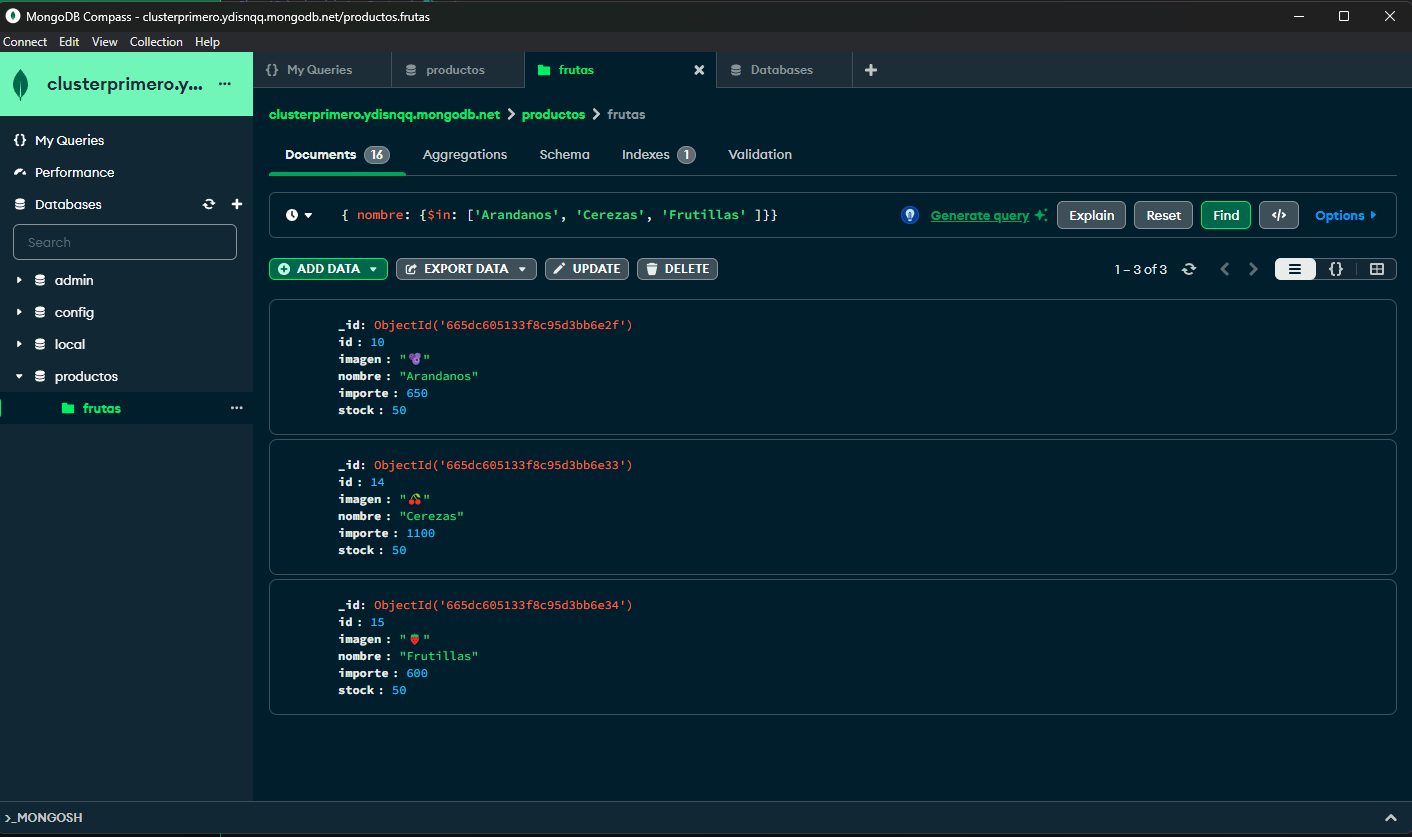 MongoDB Compass - clusterprimero.ydisnqq.mongodb.net/productos.frutas
Connect Edit View Collection Help
clusterprimero.y... ...
{} My Queries
Performance
Databases
Search
admin
config
local
productos
frutas ...
{} My Queries productos frutas Databases
clusterprimero.ydisnqq.mongodb.net > productos > frutas
Documents 16 Aggregations Schema Indexes 1 Validation
{ nombre: {$in: ['Arandanos', 'Cerezas', 'Frutillas' ]}} Generate query Explain Reset Find </> Options
ADD DATA EXPORT DATA UPDATE DELETE 1 – 3 of 3 {}
_id: ObjectId('665dc605133f8c95d3bb6e2f')
id : 10
imagen : "🍇"
nombre : "Arandanos"
importe : 650
stock : 50
_id: ObjectId('665dc605133f8c95d3bb6e33')
id : 14
imagen : "🍒"
nombre : "Cerezas"
importe : 1100
stock : 50
_id: ObjectId('665dc605133f8c95d3bb6e34')
id : 15
imagen : "🍓"
nombre : "Frutillas"
importe : 600
stock : 50
>_MONGOSH